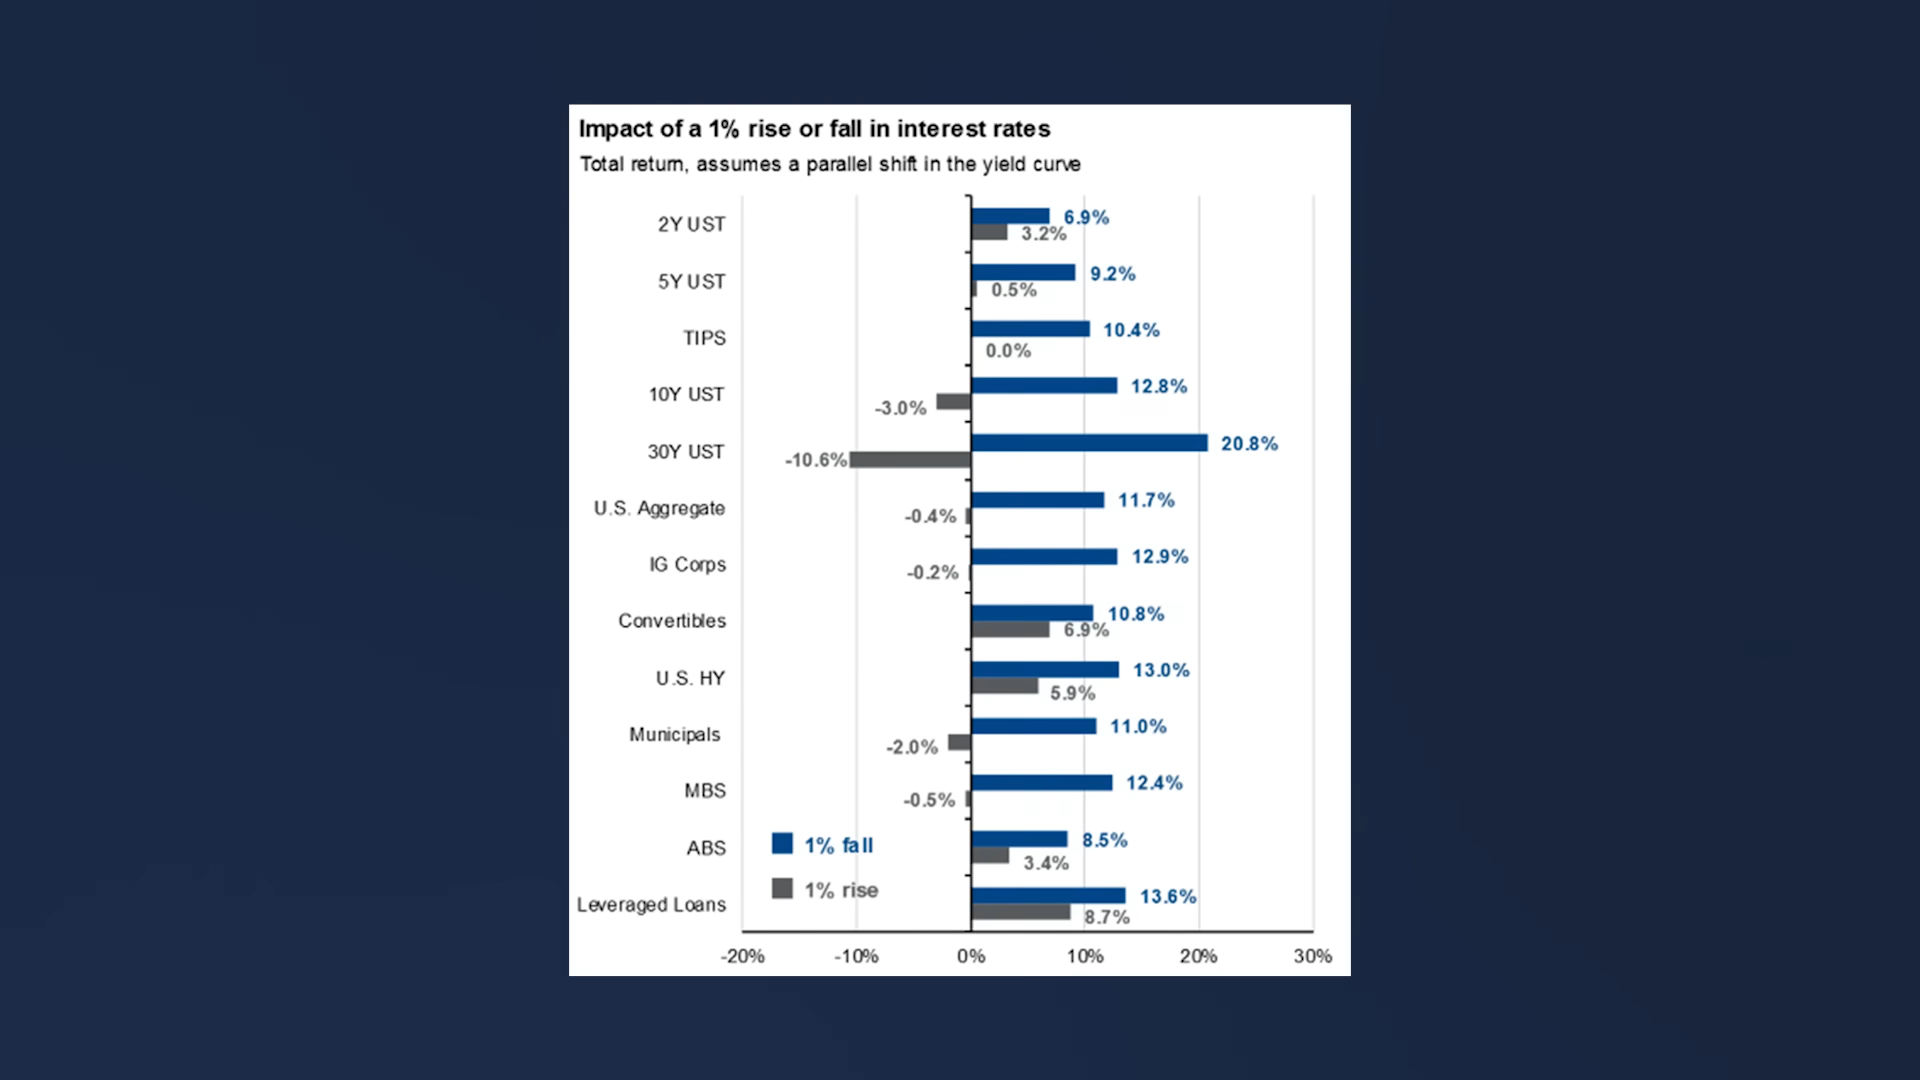 Impact of a 1% rise or fall in interest rates
Total return, assumes a parallel shift in the yield curve
2Y UST
6.9%
3.2%
5Y UST
9.2%
0.5%
TIPS
10.4%
0.0%
10Y UST
12.8%
-3.0%
30Y UST
20.8%
-10.6%
U.S. Aggregate
11.7%
-0.4%
IG Corps
12.9%
-0.2%
Convertibles
10.8%
6.9%
U.S. HY
13.0%
5.9%
Municipals
11.0%
-2.0%
MBS
12.4%
-0.5%
ABS
8.5%
3.4%
1% fall
1% rise
Leveraged Loans
13.6%
8.7%
-20% -10% 0% 10% 20% 30%